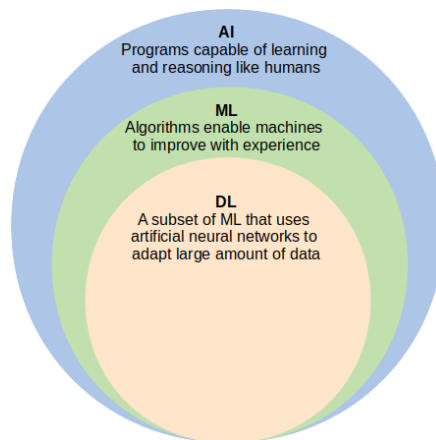 AI
Programs capable of learning
and reasoning like humans
ML
Algorithms enable machines
to improve with experience
DL
A subset of ML that uses
artificial neural networks to
adapt large amount of data